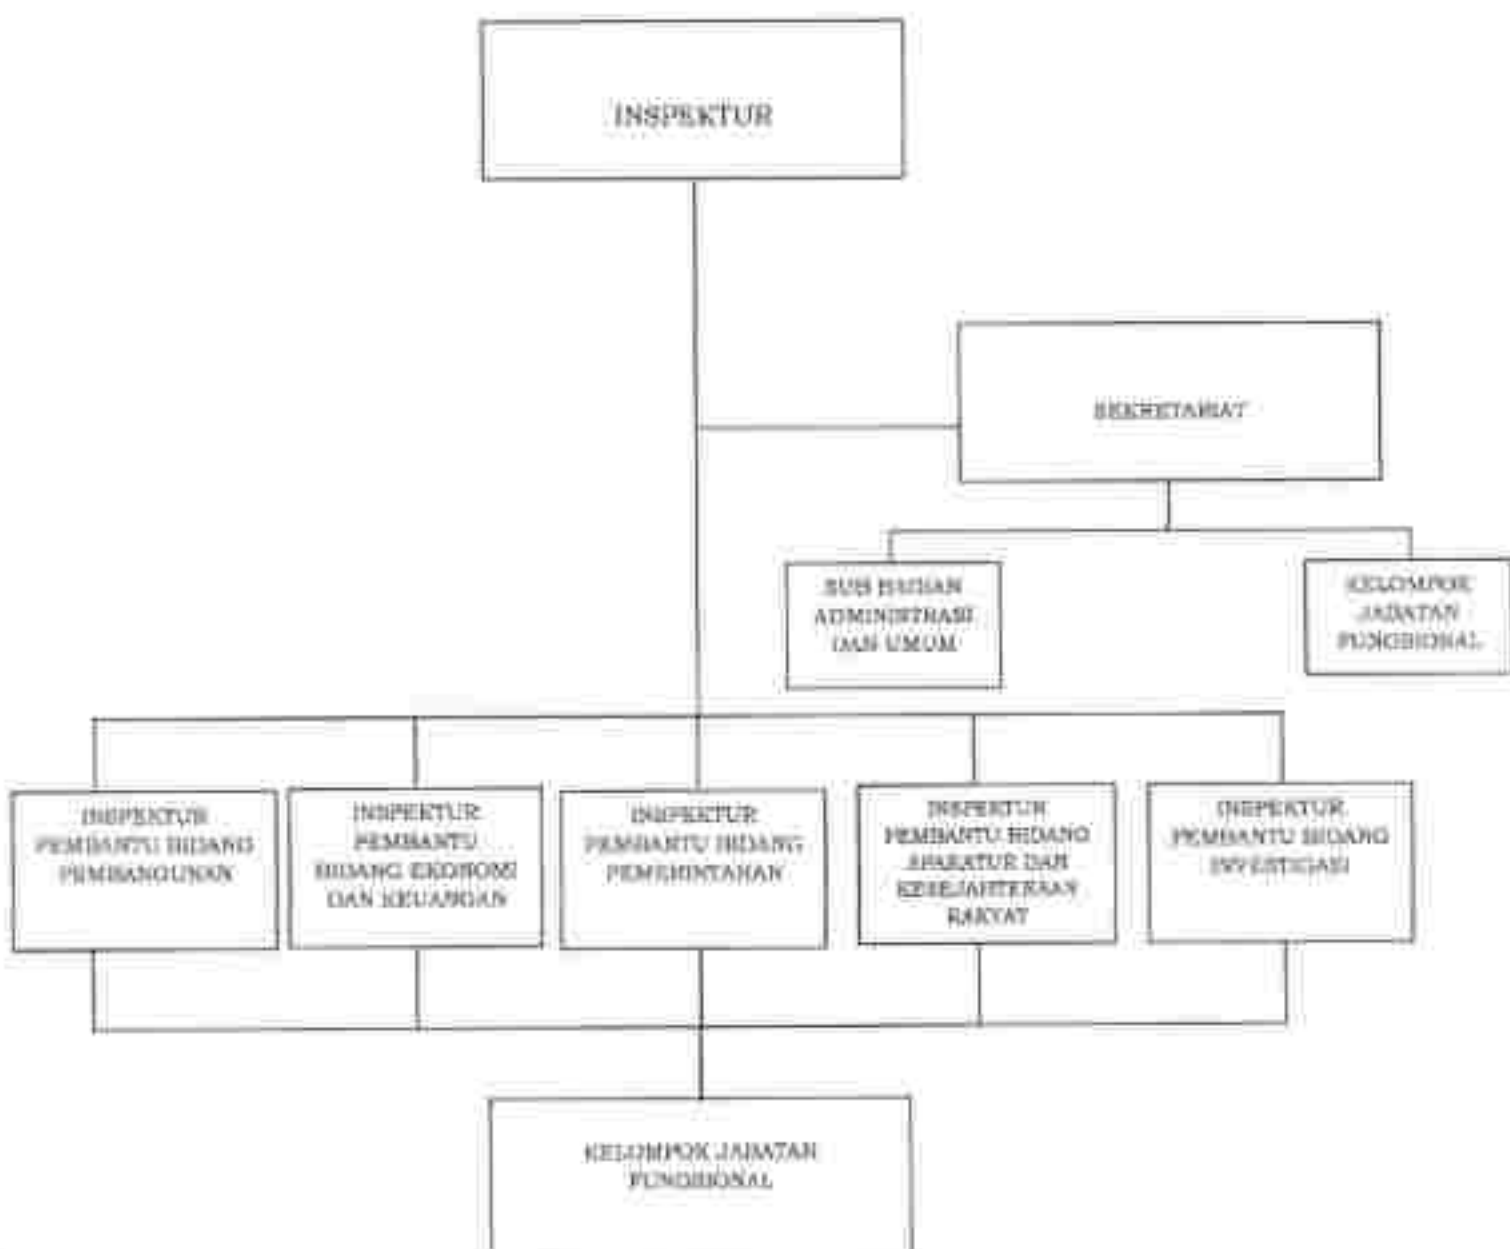 INSPEKTUR
SEKRETARIAT
SUB BAGIAN
ADMINISTRASI
DAN UMUM
KELOMPOK
JABATAN
FUNGSIONAL
INSPEKTUR
PEMBANTU BIDANG
PEMBANGUNAN
INSPEKTUR
PEMBANTU
BIDANG EKONOMI
DAN KEUANGAN
INSPEKTUR
PEMBANTU BIDANG
PEMERINTAHAN
INSPEKTUR
PEMBANTU BIDANG
APARATUR DAN
KESEJAHTERAAN
RAKYAT
INSPEKTUR
PEMBANTU BIDANG
INVESTIGASI
KELOMPOK JABATAN
FUNGSIONAL